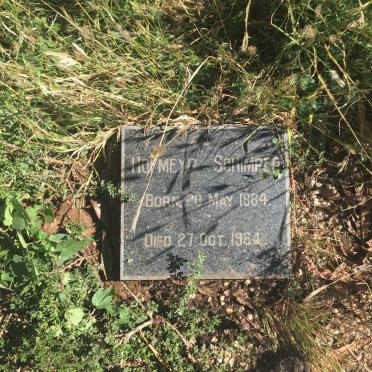 Hofmeyr Schimper
Born 20 May 1884
Died 27 Oct. 1964